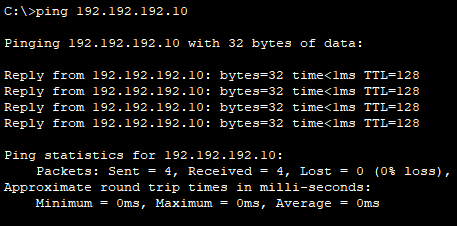 C:\>ping 192.192.192.10
Pinging 192.192.192.10 with 32 bytes of data:
Reply from 192.192.192.10: bytes=32 time<1ms TTL=128
Reply from 192.192.192.10: bytes=32 time<1ms TTL=128
Reply from 192.192.192.10: bytes=32 time<1ms TTL=128
Reply from 192.192.192.10: bytes=32 time<1ms TTL=128
Ping statistics for 192.192.192.10:
Packets: Sent = 4, Received = 4, Lost = 0 (0% loss),
Approximate round trip times in milli-seconds:
Minimum = 0ms, Maximum = 0ms, Average = 0ms